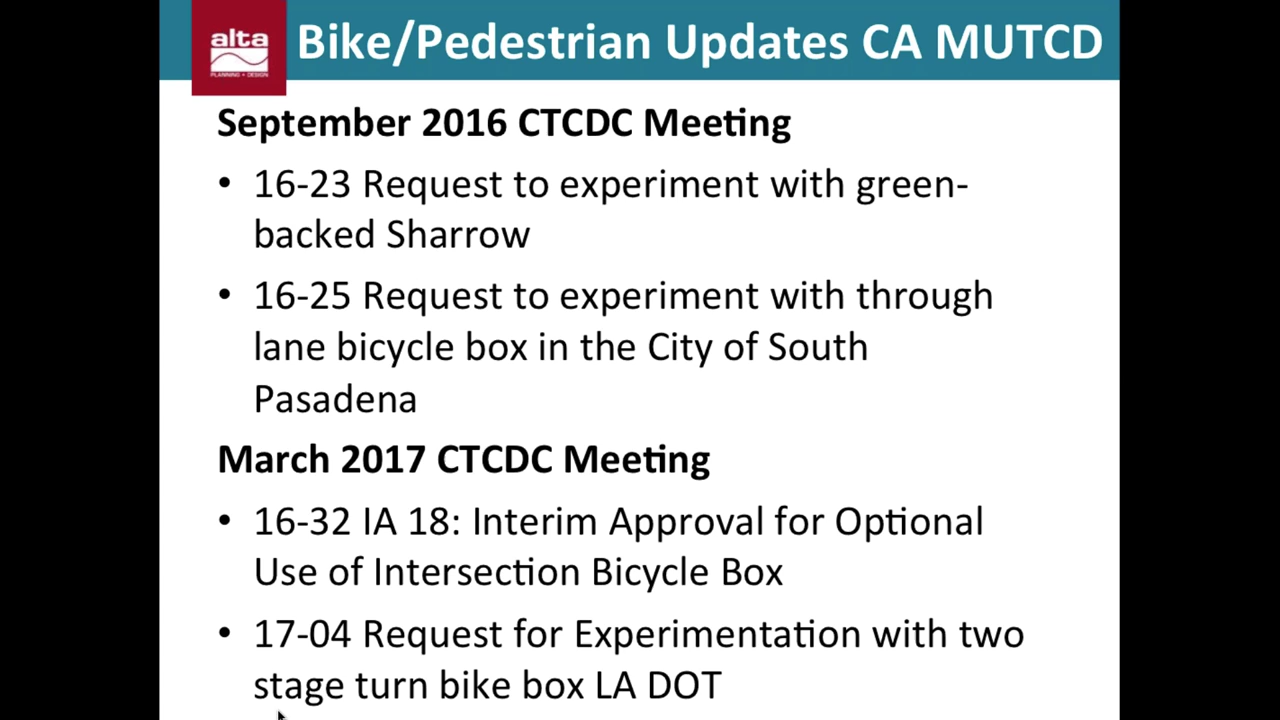 alta
PLANNING + DESIGN
Bike/Pedestrian Updates CA MUTCD
September 2016 CTCDC Meeting
• 16-23 Request to experiment with green-
backed Sharrow
• 16-25 Request to experiment with through
lane bicycle box in the City of South
Pasadena
March 2017 CTCDC Meeting
• 16-32 IA 18: Interim Approval for Optional
Use of Intersection Bicycle Box
• 17-04 Request for Experimentation with two
stage turn bike box LA DOT